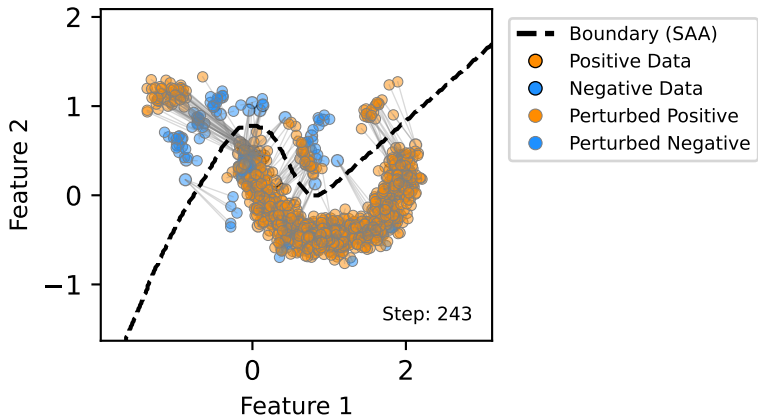 2
1
0
−1
Feature 2
0
2
Feature 1
Step: 243
Boundary (SAA)
Positive Data
Negative Data
Perturbed Positive
Perturbed Negative